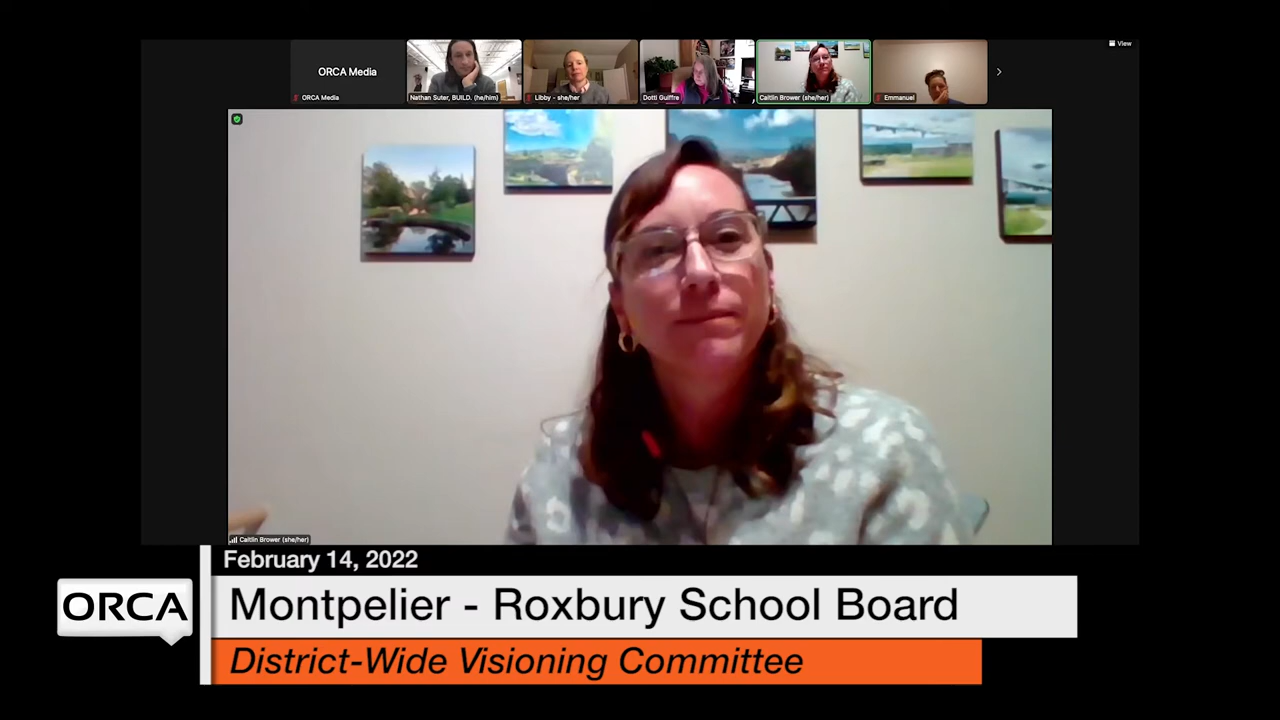 View
ORCA Media
ORCA Media
Nathan Suter, BUILD. (he/him)
Libby - she/her
Dotti Guiffre
Caitlin Brower (she/her)
Emmanuel
Caitlin Brower (she/her)
February 14, 2022
ORCA
Montpelier - Roxbury School Board
District-Wide Visioning Committee